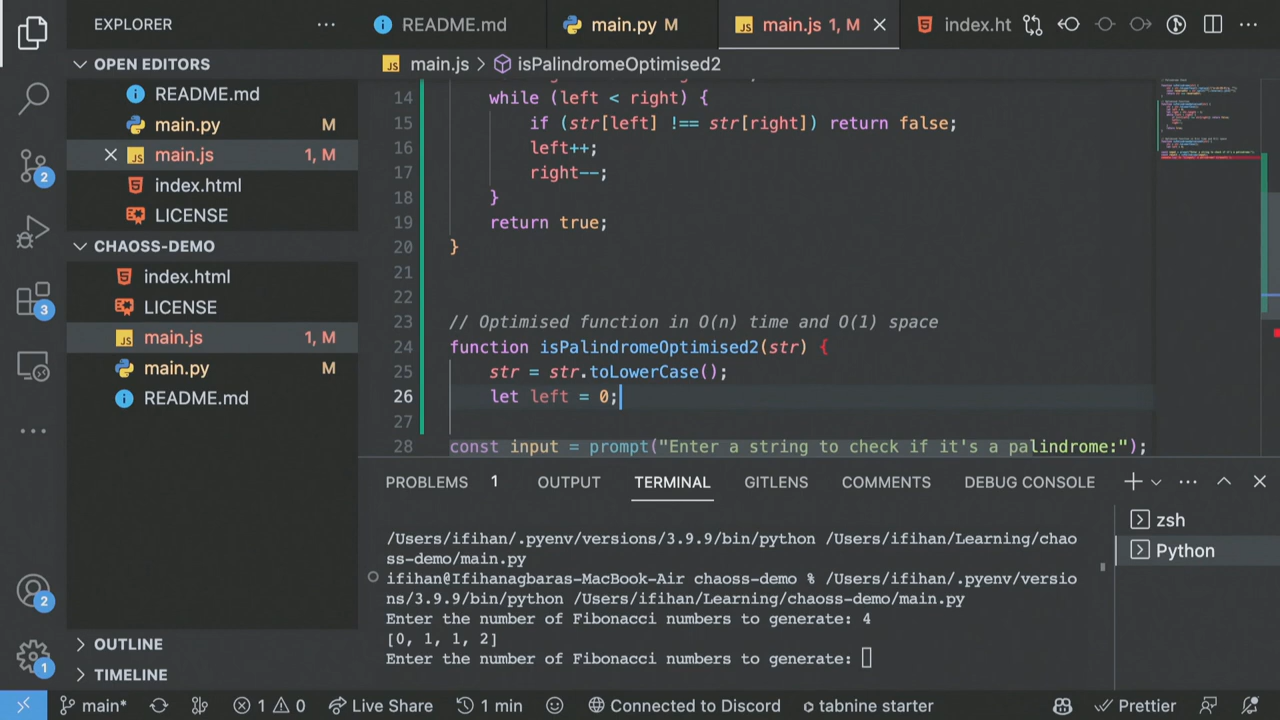 EXPLORER
README.md
main.py M
main.js 1, M
index.ht
OPEN EDITORS
README.md
main.py M
main.js 1, M
index.html
LICENSE
CHAOSS-DEMO
index.html
LICENSE
main.js 1, M
main.py M
README.md
OUTLINE
TIMELINE
2
3
2
1
main.js > isPalindromeOptimised2
14 while (left < right) {
15 if (str[left] !== str[right]) return false;
16 left++;
17 right--;
18 }
19 return true;
20 }
21
22
23 // Optimised function in O(n) time and O(1) space
24 function isPalindromeOptimised2(str) {
25 str = str.toLowerCase();
26 let left = 0;
27
28 const input = prompt("Enter a string to check if it's a palindrome:");
PROBLEMS 1 OUTPUT TERMINAL GITLENS COMMENTS DEBUG CONSOLE
/Users/ifihan/.pyenv/versions/3.9.9/bin/python /Users/ifihan/Learning/chao
ss-demo/main.py
ifihan@Ifihanagbaras-MacBook-Air chaoss-demo % /Users/ifihan/.pyenv/versio
ns/3.9.9/bin/python /Users/ifihan/Learning/chaoss-demo/main.py
Enter the number of Fibonacci numbers to generate: 4
[0, 1, 1, 2]
Enter the number of Fibonacci numbers to generate:
zsh
Python
main* 1 0 Live Share 1 min Connected to Discord tabnine starter Prettier